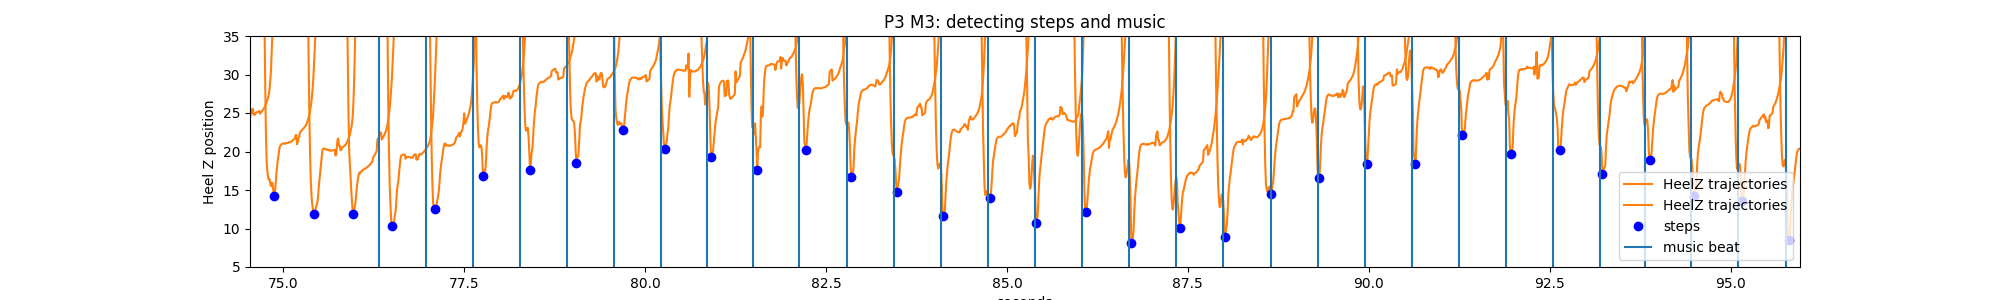 P3 M3: detecting steps and music
Heel Z position
35
30
25
20
15
10
5
75.0 77.5 80.0 82.5 85.0 87.5 90.0 92.5 95.0
HeelZ trajectories
HeelZ trajectories
steps
music beat